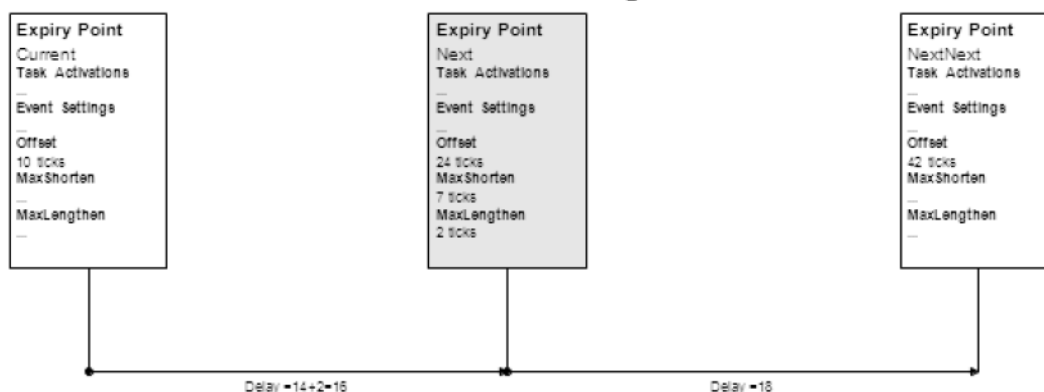 Expiry Point
Current
Task Activations
...
Event Settings
...
Offset
10 ticks
MaxShorten
...
MaxLengthen
...
Expiry Point
Next
Task Activations
...
Event Settings
...
Offset
24 ticks
MaxShorten
7 ticks
MaxLengthen
2 ticks
Expiry Point
NextNext
Task Activations
...
Event Settings
...
Offset
42 ticks
MaxShorten
...
MaxLengthen
...
Delay =14+2=16
Delay =18